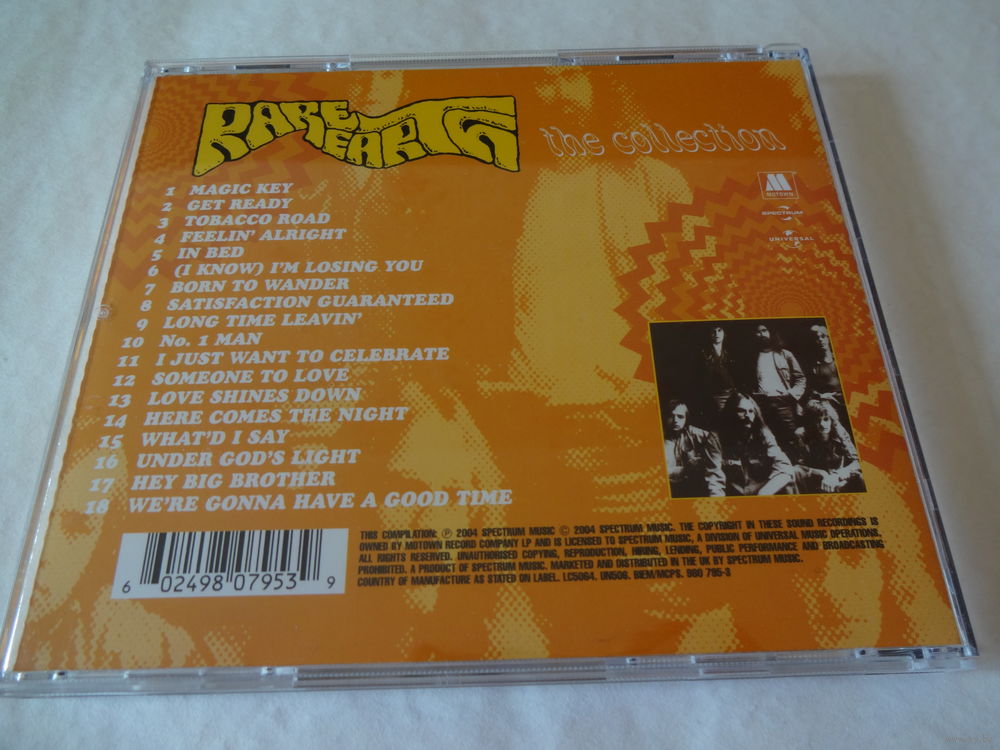 RARE EARTH
the collection
1 MAGIC KEY
2 GET READY
3 TOBACCO ROAD
4 FEELIN' ALRIGHT
5 IN BED
6 (I KNOW) I'M LOSING YOU
7 BORN TO WANDER
8 SATISFACTION GUARANTEED
9 LONG TIME LEAVIN'
10 No. 1 MAN
11 I JUST WANT TO CELEBRATE
12 SOMEONE TO LOVE
13 LOVE SHINES DOWN
14 HERE COMES THE NIGHT
15 WHAT'D I SAY
16 UNDER GOD'S LIGHT
17 HEY BIG BROTHER
18 WE'RE GONNA HAVE A GOOD TIME
M
MOTOWN
SPECTRUM
UNIVERSAL
6 02498 07953 9
THIS COMPILATION: ℗ 2004 SPECTRUM MUSIC © 2004 SPECTRUM MUSIC. THE COPYRIGHT IN THESE SOUND RECORDINGS IS
OWNED BY MOTOWN RECORD COMPANY LP AND IS LICENSED TO SPECTRUM MUSIC, A DIVISION OF UNIVERSAL MUSIC OPERATIONS.
ALL RIGHTS RESERVED. UNAUTHORISED COPYING, REPRODUCTION, HIRING, LENDING, PUBLIC PERFORMANCE AND BROADCASTING
PROHIBITED. A PRODUCT OF SPECTRUM MUSIC. MARKETED AND DISTRIBUTED IN THE UK BY SPECTRUM MUSIC.
COUNTRY OF MANUFACTURE AS STATED ON LABEL. LC5064. UN506. BIEM/MCPS. 980 795-3